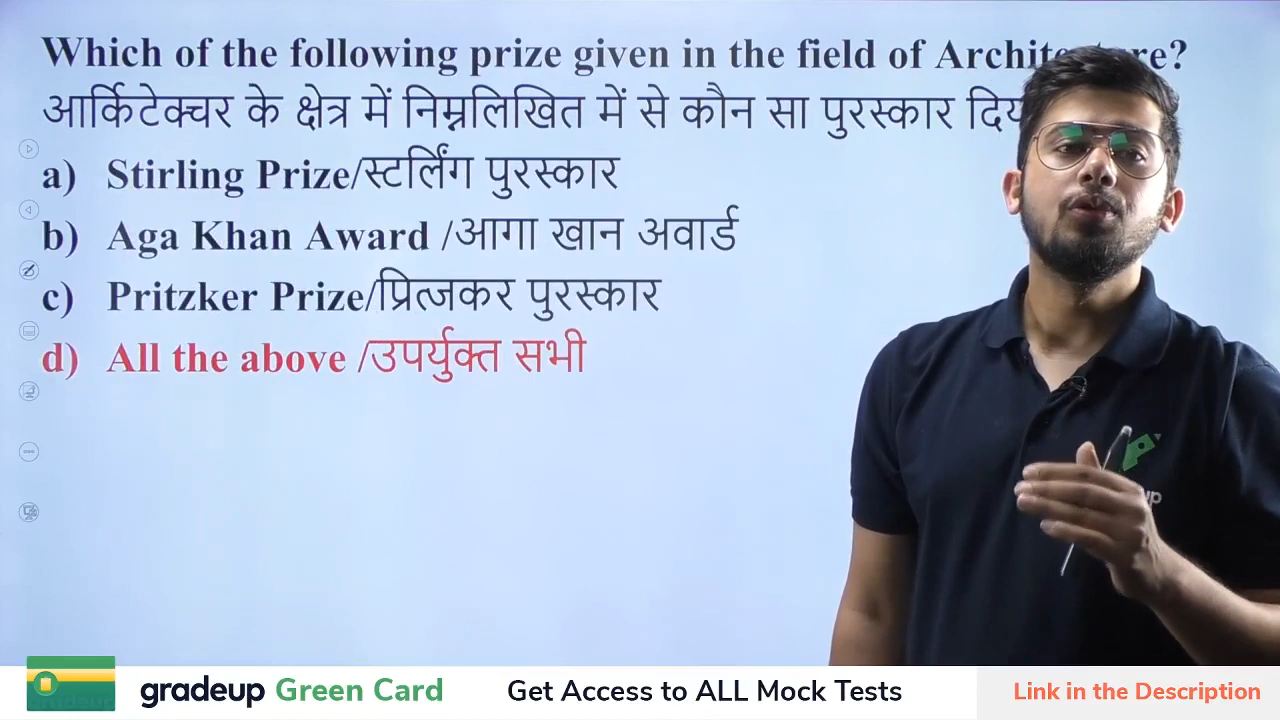 Which of the following prize given in the field of Architecture?
आर्किटेक्चर के क्षेत्र में निम्नलिखित में से कौन सा पुरस्कार
a) Stirling Prize/स्टर्लिंग पुरस्कार
b) Aga Khan Award /आगा खान अवार्ड
c) Pritzker Prize/प्रित्जकर पुरस्कार
d) All the above /उपर्युक्त सभी
gradeup Green Card
Get Access to ALL Mock Tests
Link in the Description